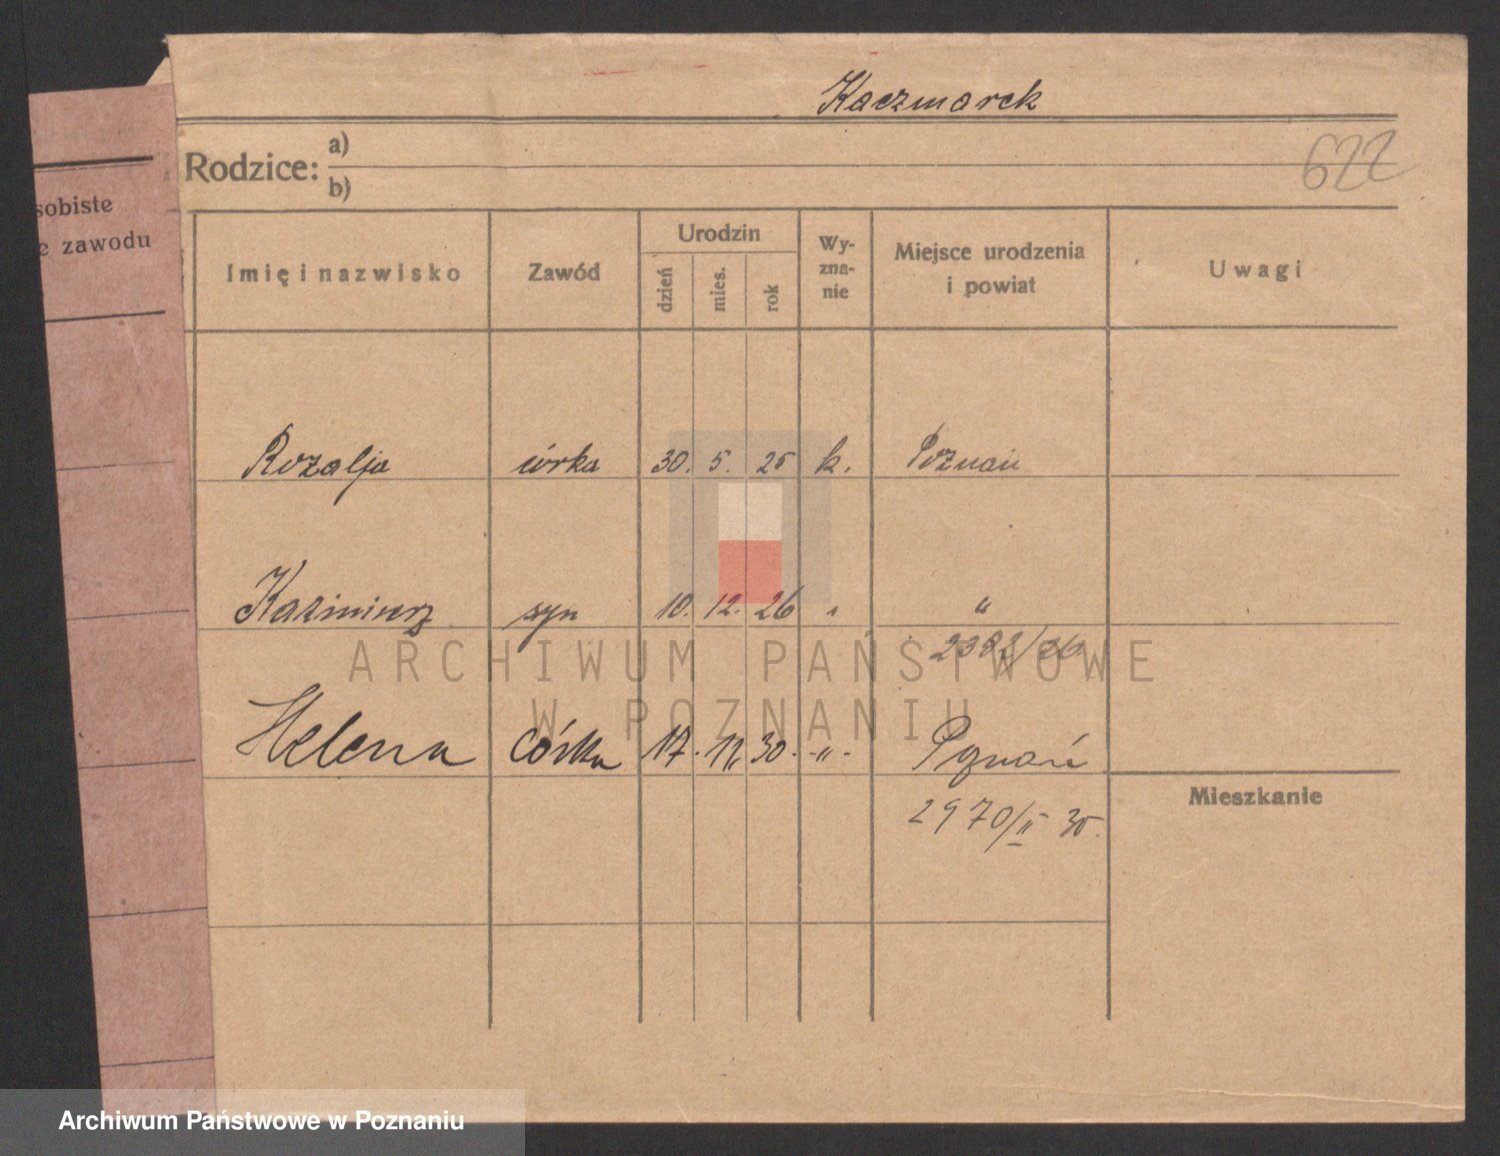 Kaczmarek
622
Rodzice: a)
b)
sobiste
e zawodu
Imię i nazwisko
Zawód
Urodzin
dzień
mies.
rok
Wy-
zna-
nie
Miejsce urodzenia
i powiat
Uwagi
Rozalja córka 30. 5. 25 k. Poznań
Kazimierz syn 10. 12. 26 " "
2382/26
Helena córka 17. 11. 30. -"- Poznań
2970/II 30.
Mieszkanie
ARCHIWUM PAŃSTWOWE
W POZNANIU
Archiwum Państwowe w Poznaniu